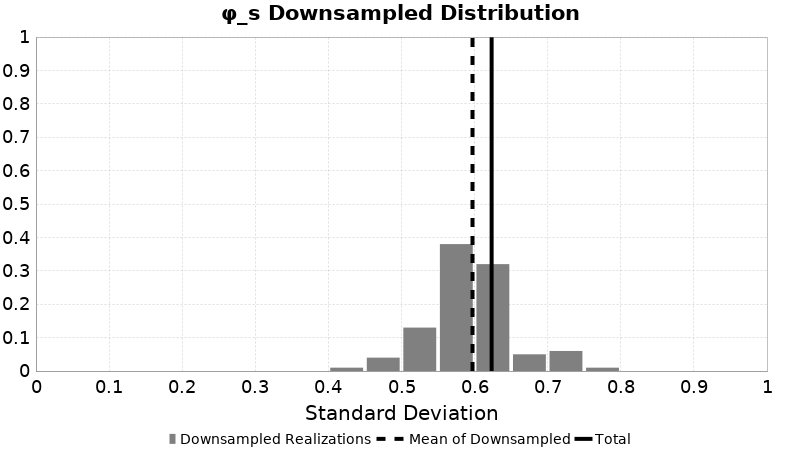 φ_s Downsampled Distribution
1
0.9
0.8
0.7
0.6
0.5
0.4
0.3
0.2
0.1
0
0 0.1 0.2 0.3 0.4 0.5 0.6 0.7 0.8 0.9 1
Standard Deviation
Downsampled Realizations Mean of Downsampled Total